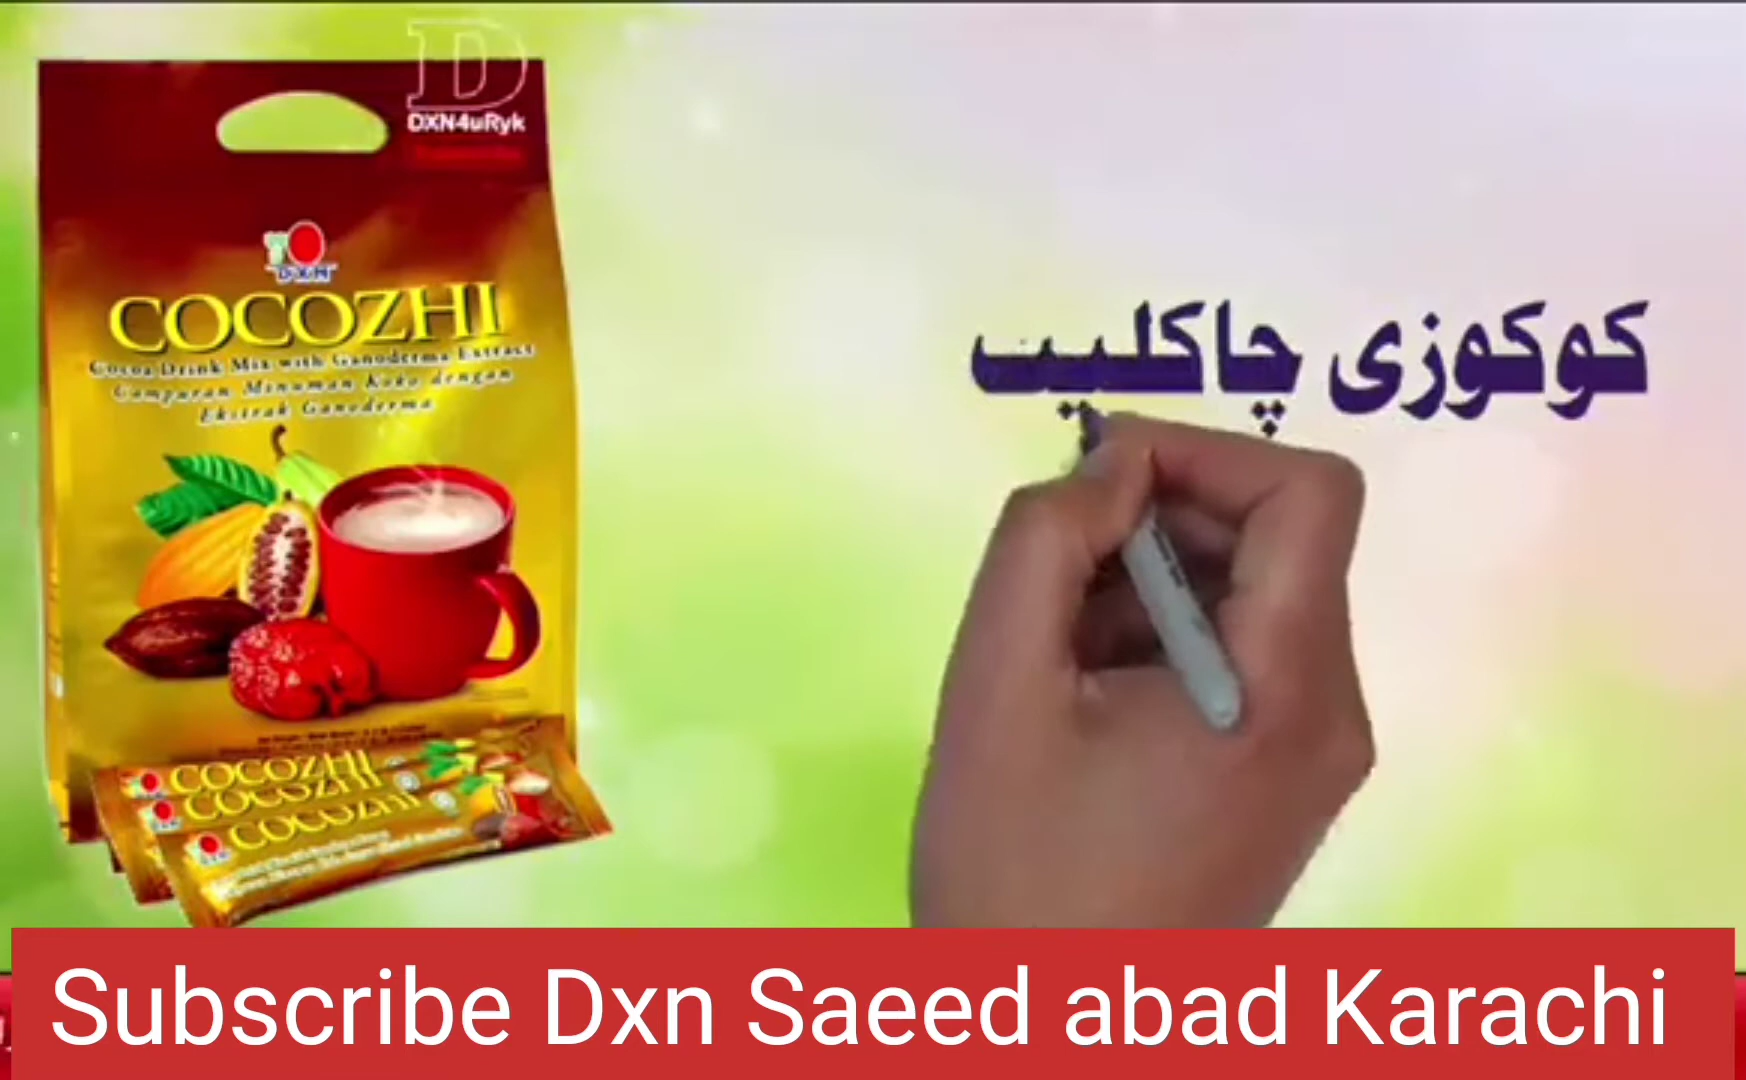 DXN4uRyk
DXN
COCOZHI
Cocoa Drink Mix with Ganoderma Extract
Campuran Minuman Koko dengan
Ekstrak Ganoderma
کوکوزی چاکلیٹ
COCOZHI
COCOZHI
COCOZHI
Subscribe Dxn Saeed abad Karachi